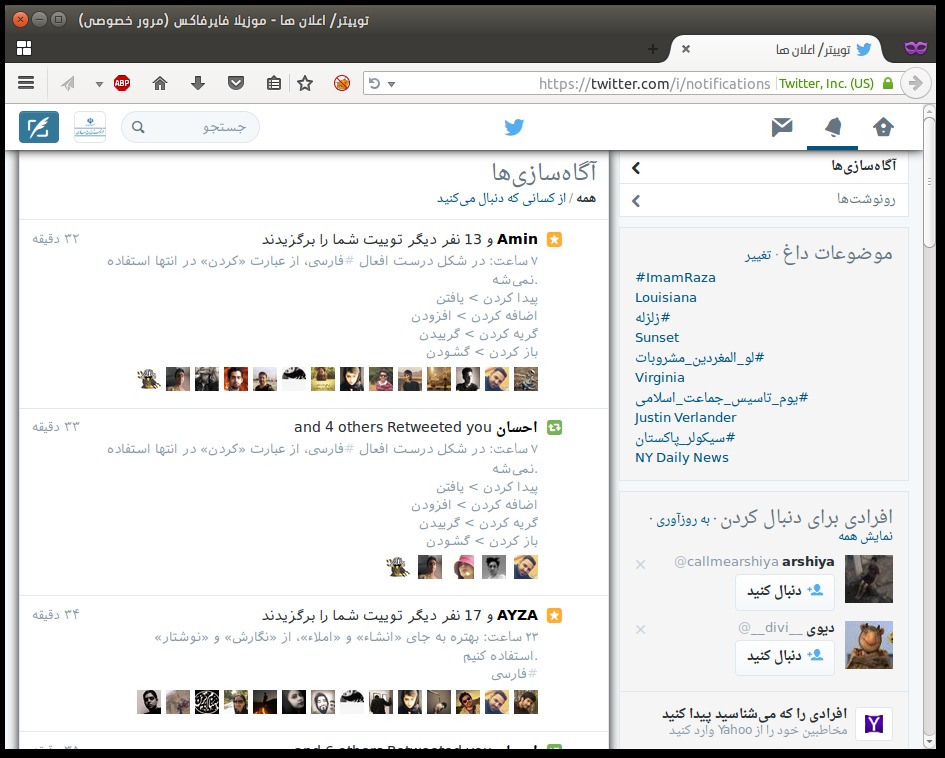 توییتر/ اعلان ها - موزیلا فایرفاکس (مرور خصوصی)
توییتر/ اعلان ها
https://twitter.com/i/notifications
Twitter, Inc. (US)
ABP
جستجو
آگاه‌سازی‌ها
همه / از کسانی که دنبال می‌کنید
Amin و 13 نفر دیگر توییت شما را برگزیدند
۳۲ دقیقه
۷ ساعت: در شکل درست افعال #فارسی، از عبارت «کردن» در انتها استفاده
نمی‌شه.
پیدا کردن > یافتن
اضافه کردن > افزودن
گریه کردن > گرییدن
باز کردن > گشودن
احسان and 4 others Retweeted you
۳۳ دقیقه
۷ ساعت: در شکل درست افعال #فارسی، از عبارت «کردن» در انتها استفاده
نمی‌شه.
پیدا کردن > یافتن
اضافه کردن > افزودن
گریه کردن > گرییدن
باز کردن > گشودن
AYZA و 17 نفر دیگر توییت شما را برگزیدند
۳۴ دقیقه
۲۳ ساعت: بهتره به جای «انشاء» و «املاء»، از «نگارش» و «نوشتار»
استفاده کنیم.
#فارسی
and 6 others Retweeted you
آگاه‌سازی‌ها
رونوشت‌ها
موضوعات داغ · تغییر
#ImamRaza
Louisiana
#زلزله
Sunset
#لو_المغردین_مشروبات
Virginia
#یوم_تاسیس_جماعت_اسلامی
Justin Verlander
#سیکولر_پاکستان
NY Daily News
افرادی برای دنبال کردن · به روزآوری ·
نمایش همه
arshiya @callmearshiya
دنبال کنید
دیوی @__divi__
دنبال کنید
افرادی را که می‌شناسید پیدا کنید
مخاطبین خود را از Yahoo وارد کنید